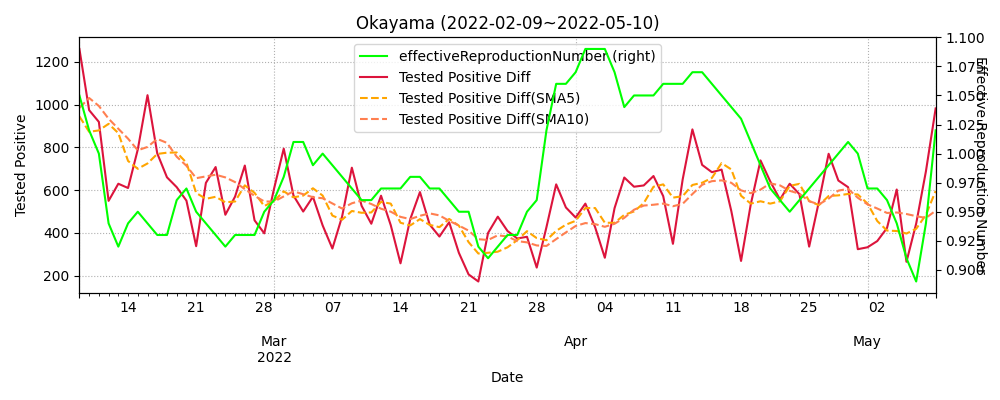 Okayama (2022-02-09~2022-05-10)
effectiveReproductionNumber (right)
Tested Positive Diff
Tested Positive Diff(SMA5)
Tested Positive Diff(SMA10)
Tested Positive
1200
1000
800
600
400
200
1.100
1.075
1.050
1.025
1.000
0.975
0.950
0.925
0.900
Effective Reproduction Number
14 21 28 07 14 21 28 04 11 18 25 02
Mar Apr May
2022
Date